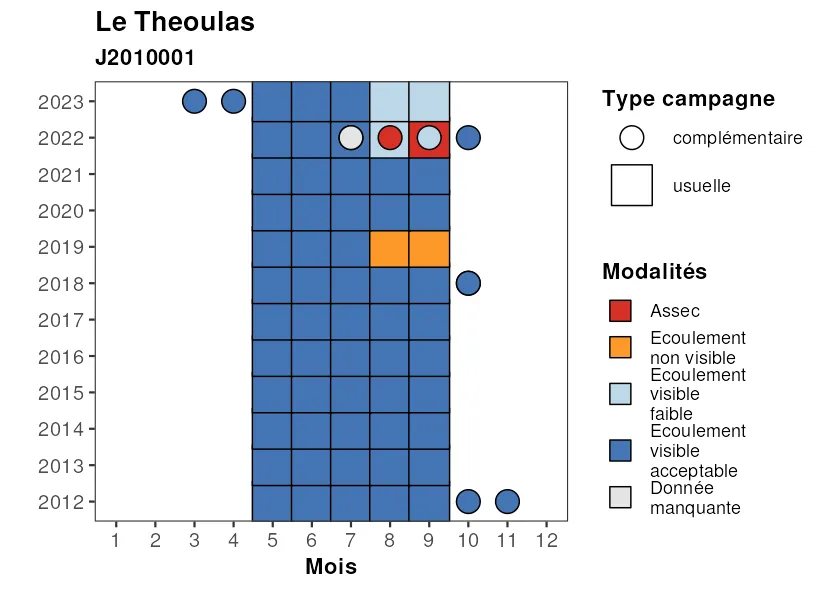 Le Theoulas
J2010001
2023
2022
2021
2020
2019
2018
2017
2016
2015
2014
2013
2012
1 2 3 4 5 6 7 8 9 10 11 12
Mois
Type campagne
complémentaire
usuelle
Modalités
Assec
Ecoulement
non visible
Ecoulement
visible
faible
Ecoulement
visible
acceptable
Donnée
manquante